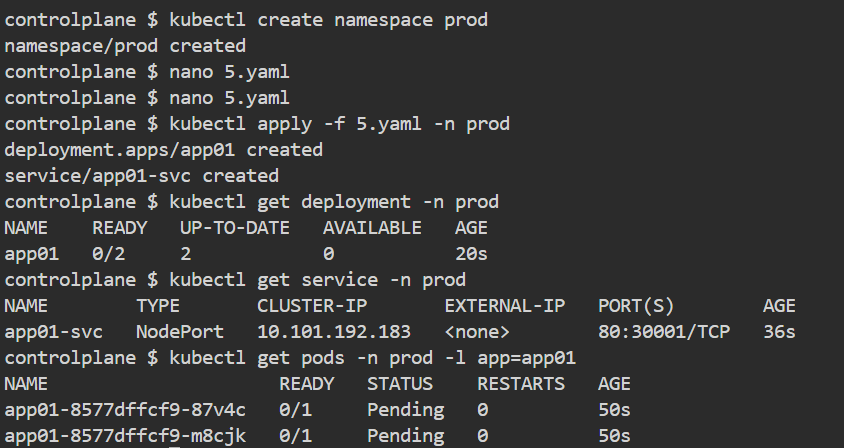 controlplane $ kubectl create namespace prod
namespace/prod created
controlplane $ nano 5.yaml
controlplane $ nano 5.yaml
controlplane $ kubectl apply -f 5.yaml -n prod
deployment.apps/app01 created
service/app01-svc created
controlplane $ kubectl get deployment -n prod
NAME    READY   UP-TO-DATE   AVAILABLE   AGE
app01   0/2     2            0           20s
controlplane $ kubectl get service -n prod
NAME        TYPE       CLUSTER-IP       EXTERNAL-IP   PORT(S)        AGE
app01-svc   NodePort   10.101.192.183   <none>        80:30001/TCP   36s
controlplane $ kubectl get pods -n prod -l app=app01
NAME                     READY   STATUS    RESTARTS   AGE
app01-8577dffcf9-87v4c   0/1     Pending   0          50s
app01-8577dffcf9-m8cjk   0/1     Pending   0          50s